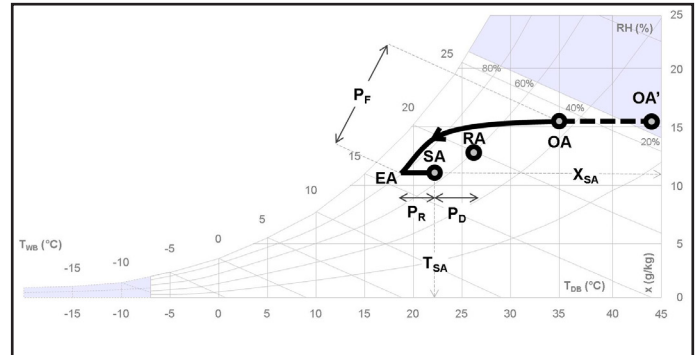 25
RH (%)
25
20
80%
60%
OA'
P_F
20
40%
OA
20%
15
RA
SA
15
EA
X_SA
10
10
P_R
P_D
5
5
T_WB (°C)
0
-5
-10
-15
T_SA
T_DB (°C)
x (g/kg)
0
-15
-10
-5
0
5
10
15
20
25
30
35
40
45